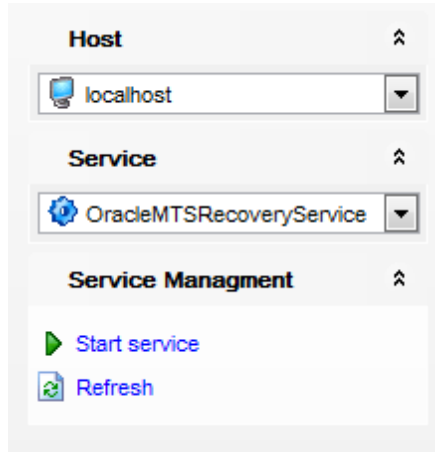 Host
localhost
Service
OracleMTSRecoveryService
Service Managment
Start service
Refresh